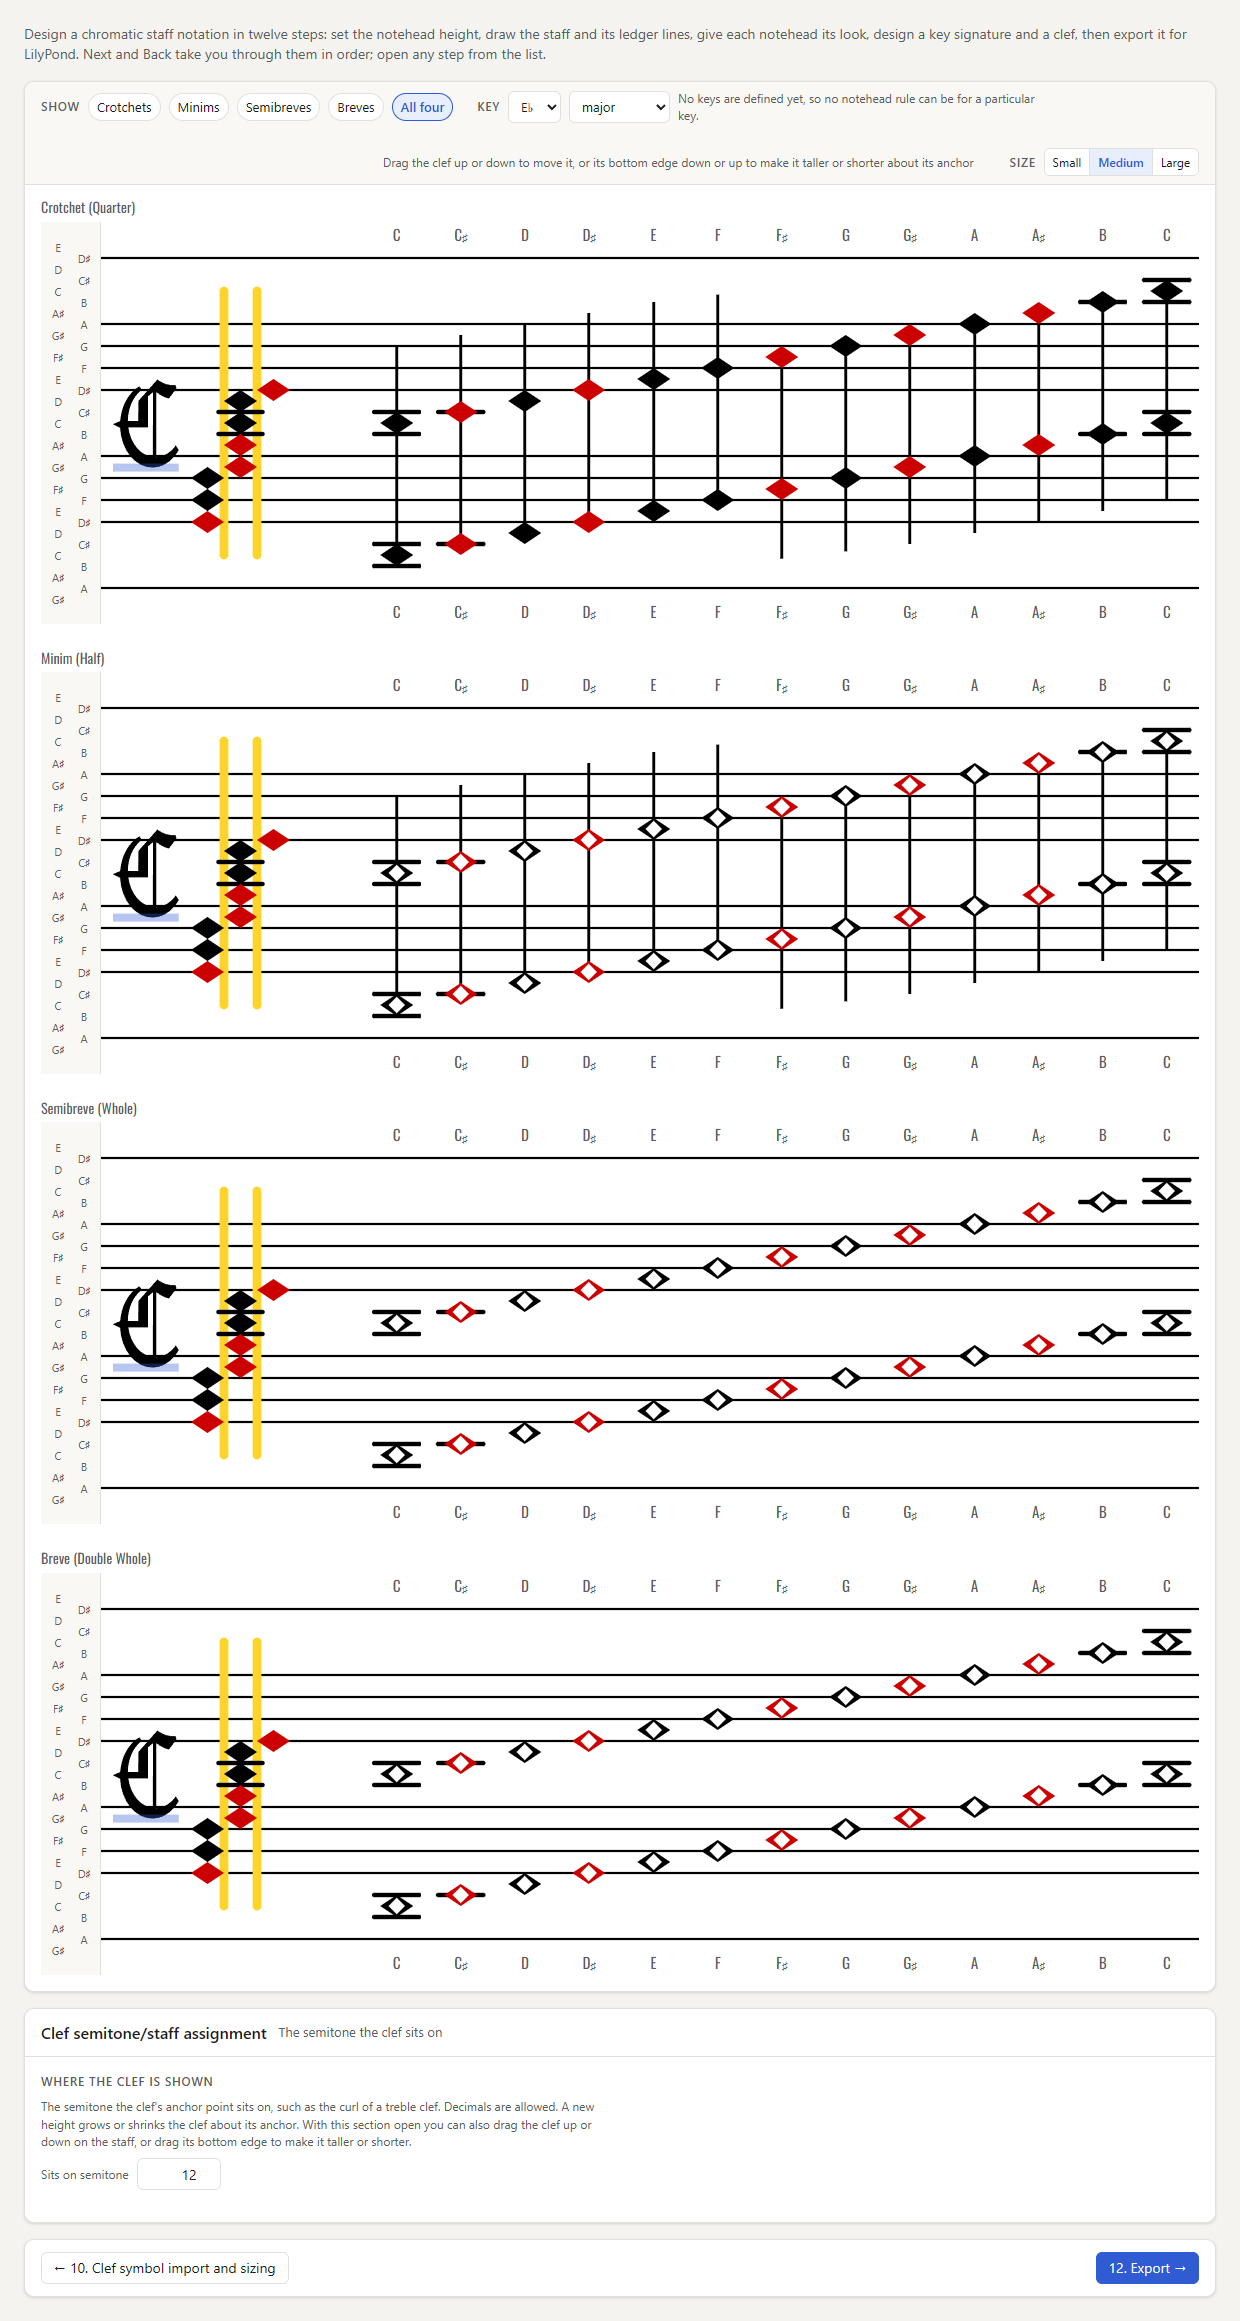 Design a chromatic staff notation in twelve steps: set the notehead height, draw the staff and its ledger lines, give each notehead its look, design a key signature and a clef, then export it for
LilyPond. Next and Back take you through them in order; open any step from the list.
SHOW Crotchets Minims Semibreves Breves All four KEY E♭ major No keys are defined yet, so no notehead rule can be for a particular
key.
Drag the clef up or down to move it, or its bottom edge down or up to make it taller or shorter about its anchor SIZE Small Medium Large
Crotchet (Quarter)
C C♯ D D♯ E F F♯ G G♯ A A♯ B C
E
D♯
D
C♯
C
B
A♯
A
G♯
G
F♯
F
E
D♯
D
C♯
C
B
A♯
A
G♯
G
F♯
F
E
D♯
D
C♯
C
B
A♯
A
G♯
C C♯ D D♯ E F F♯ G G♯ A A♯ B C
Minim (Half)
C C♯ D D♯ E F F♯ G G♯ A A♯ B C
E
D♯
D
C♯
C
B
A♯
A
G♯
G
F♯
F
E
D♯
D
C♯
C
B
A♯
A
G♯
G
F♯
F
E
D♯
D
C♯
C
B
A♯
A
G♯
C C♯ D D♯ E F F♯ G G♯ A A♯ B C
Semibreve (Whole)
C C♯ D D♯ E F F♯ G G♯ A A♯ B C
E
D♯
D
C♯
C
B
A♯
A
G♯
G
F♯
F
E
D♯
D
C♯
C
B
A♯
A
G♯
G
F♯
F
E
D♯
D
C♯
C
B
A♯
A
G♯
C C♯ D D♯ E F F♯ G G♯ A A♯ B C
Breve (Double Whole)
C C♯ D D♯ E F F♯ G G♯ A A♯ B C
E
D♯
D
C♯
C
B
A♯
A
G♯
G
F♯
F
E
D♯
D
C♯
C
B
A♯
A
G♯
G
F♯
F
E
D♯
D
C♯
C
B
A♯
A
G♯
C C♯ D D♯ E F F♯ G G♯ A A♯ B C
Clef semitone/staff assignment The semitone the clef sits on
WHERE THE CLEF IS SHOWN
The semitone the clef's anchor point sits on, such as the curl of a treble clef. Decimals are allowed. A new
height grows or shrinks the clef about its anchor. With this section open you can also drag the clef up or
down on the staff, or drag its bottom edge to make it taller or shorter.
Sits on semitone 12
← 10. Clef symbol import and sizing 12. Export →